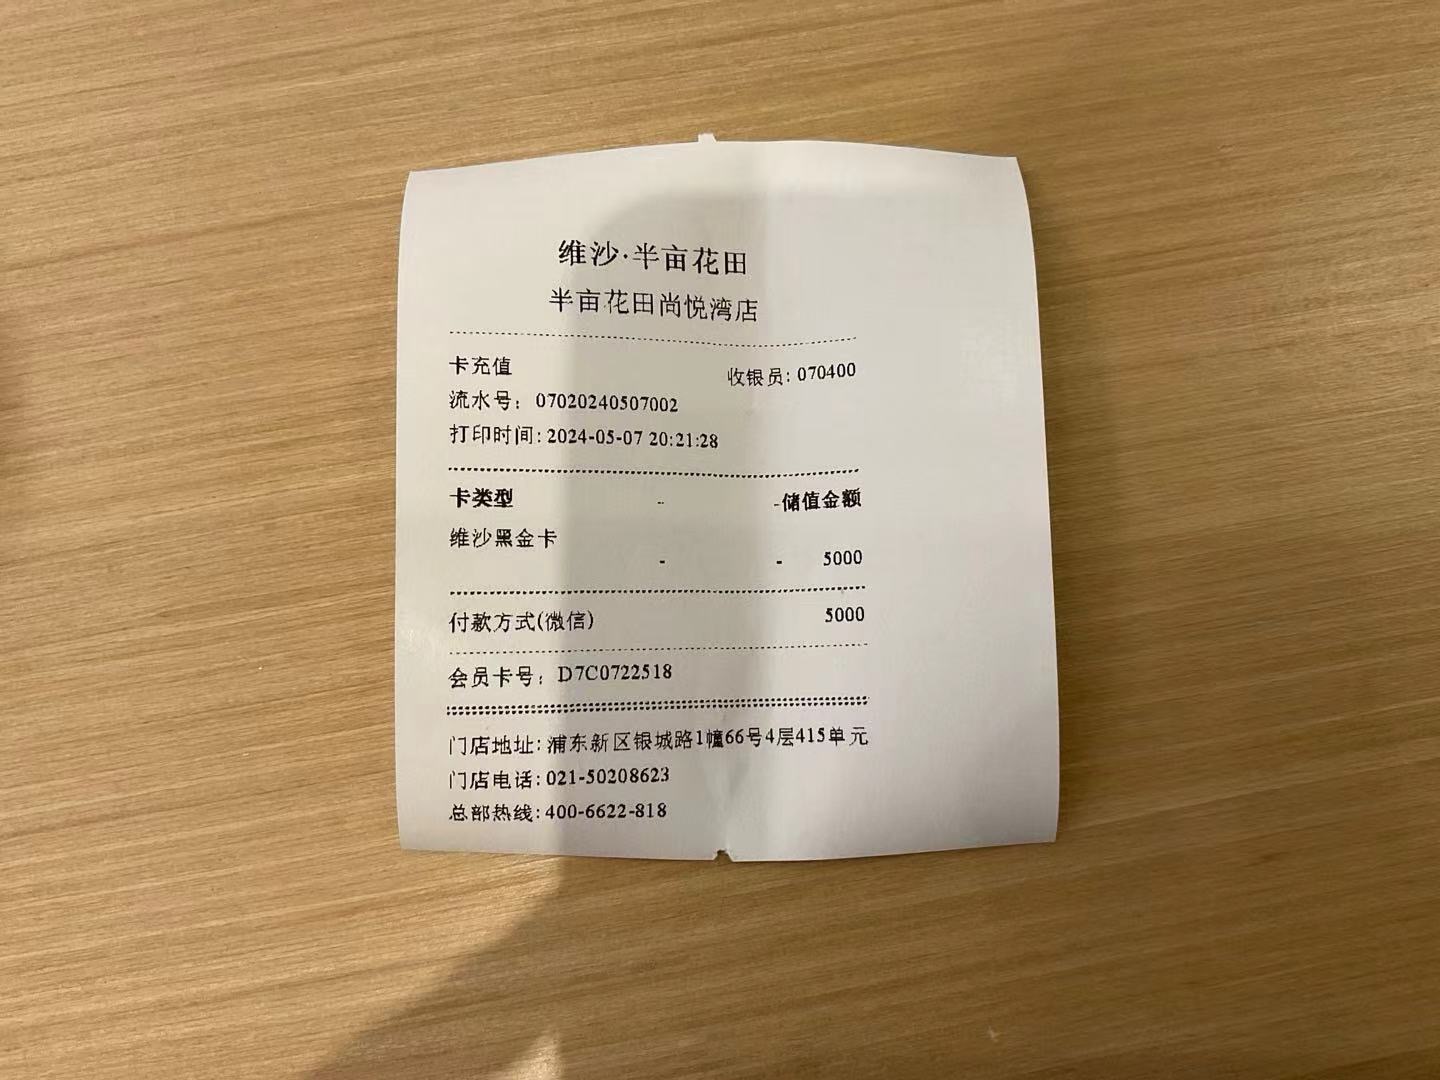 维沙·半亩花田
半亩花田尚悦湾店
卡充值 收银员: 070400
流水号: 07020240507002
打印时间: 2024-05-07 20:21:28
卡类型 - -储值金额
维沙黑金卡
- - 5000
付款方式(微信) 5000
会员卡号: D7C0722518
门店地址: 浦东新区银城路1幢66号4层415单元
门店电话: 021-50208623
总部热线: 400-6622-818